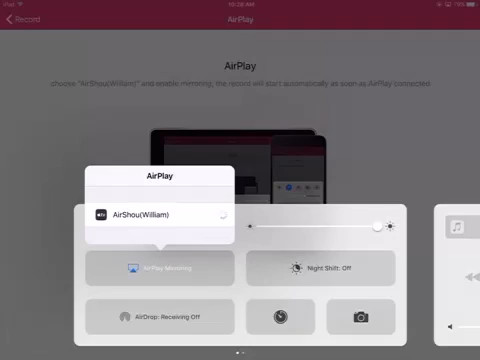 iPad
10:28 AM
76%
Record
AirPlay
AirPlay
choose "AirShou(William)" and enable mirroring, the record will start automatically as soon as AirPlay connected
AirPlay
AirShou(William)
AirPlay Mirroring
Night Shift: Off
AirDrop: Receiving Off